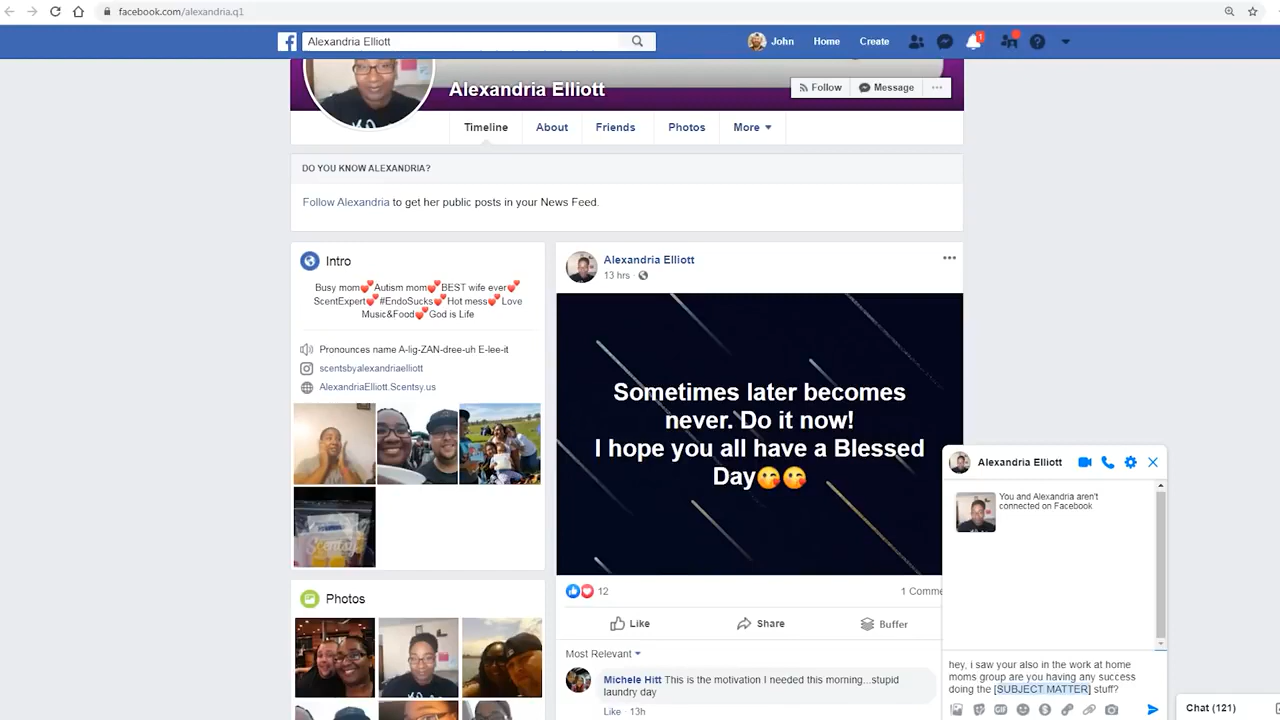 facebook.com/alexandria.q1
Alexandria Elliott
John Home Create 1
Alexandria Elliott
Follow Message
Timeline About Friends Photos More
DO YOU KNOW ALEXANDRIA?
Follow Alexandria to get her public posts in your News Feed.
Intro
Busy mom💕Autism mom💕BEST wife ever💕
ScentExpert💕#EndoSucks💕Hot mess💕Love
Music&Food💕God is Life
Pronounces name A-lig-ZAN-dree-uh E-lee-it
scentsbyalexandriaelliott
AlexandriaElliott.Scentsy.us
Scentsy
Photos
Alexandria Elliott
13 hrs ·
Sometimes later becomes
never. Do it now!
I hope you all have a Blessed
Day😋😋
12
1 Comme
Like Share Buffer
Most Relevant
Michele Hitt This is the motivation I needed this morning...stupid
laundry day
Like · 13h
Alexandria Elliott
You and Alexandria aren't
connected on Facebook
hey, i saw your also in the work at home
moms group are you having any success
doing the [SUBJECT MATTER] stuff?
GIF
Chat (121)